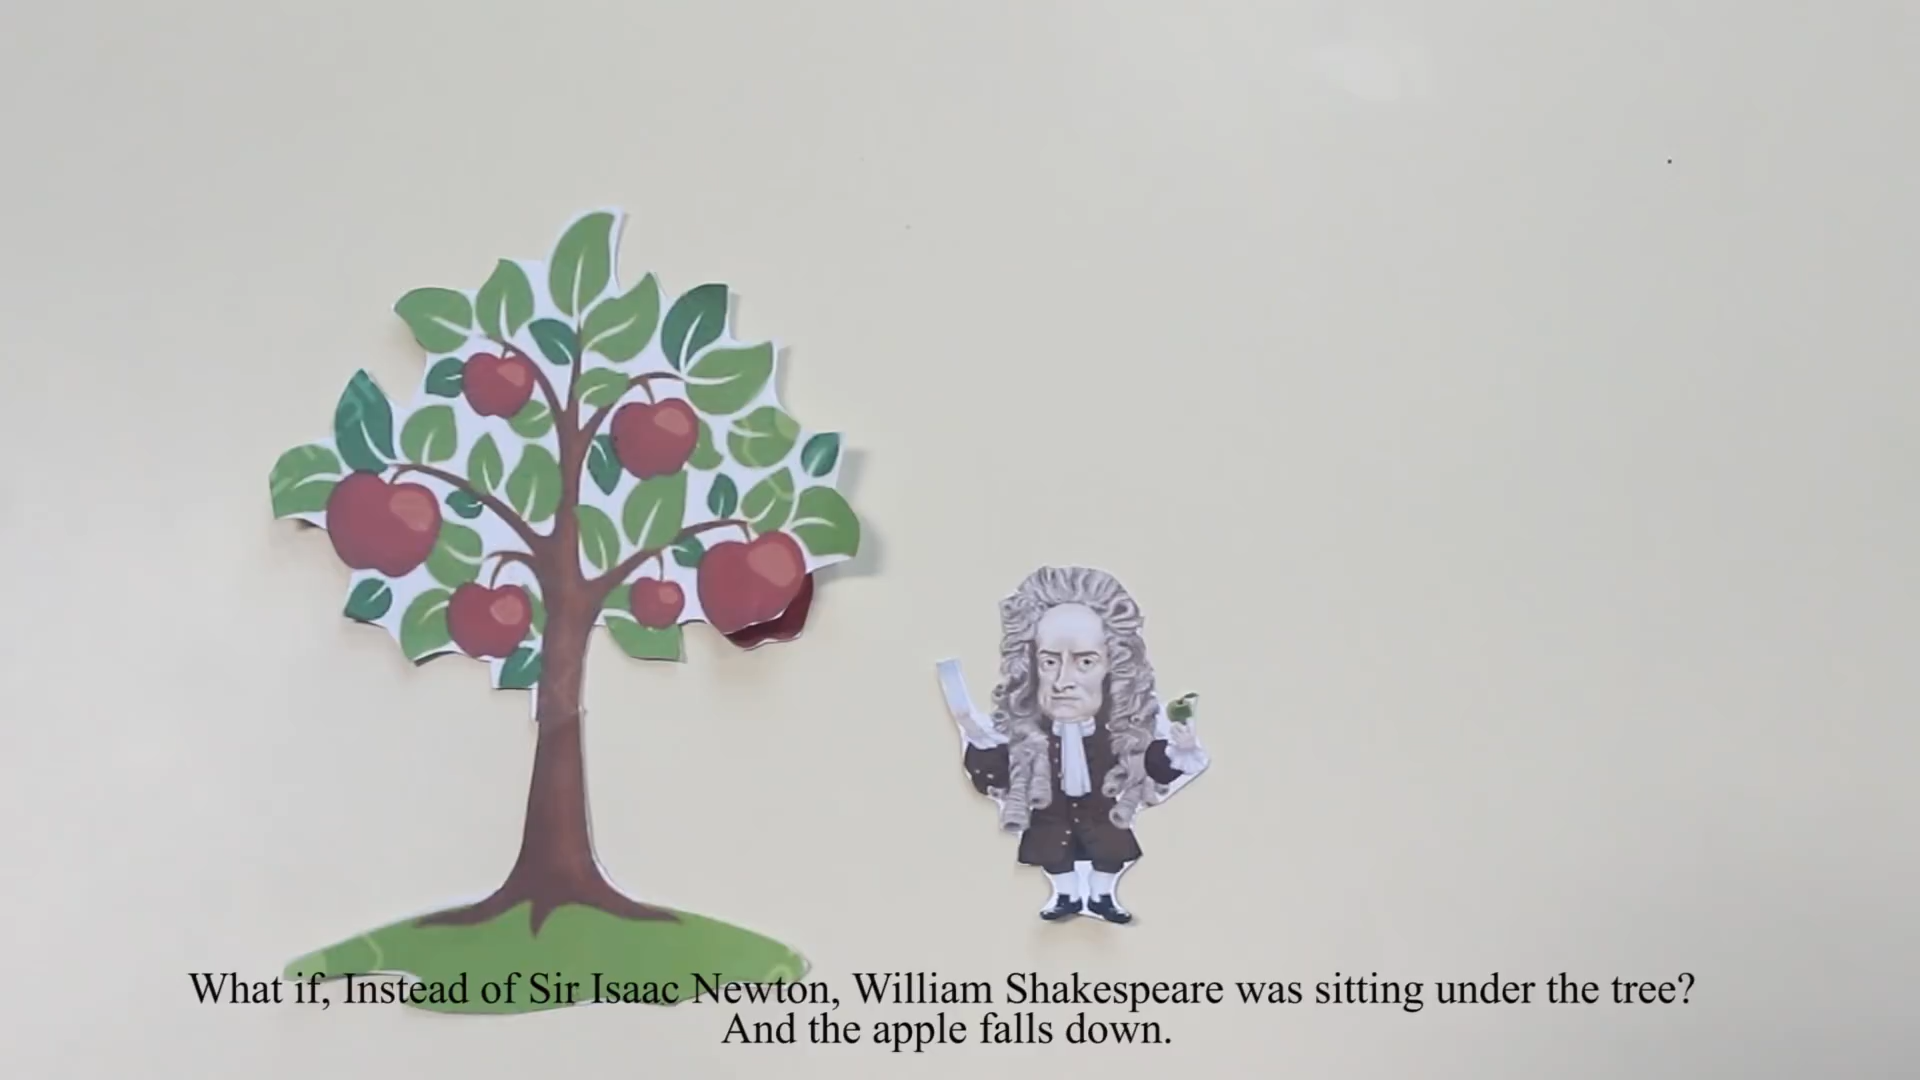 What if, Instead of Sir Isaac Newton, William Shakespeare was sitting under the tree?
And the apple falls down.